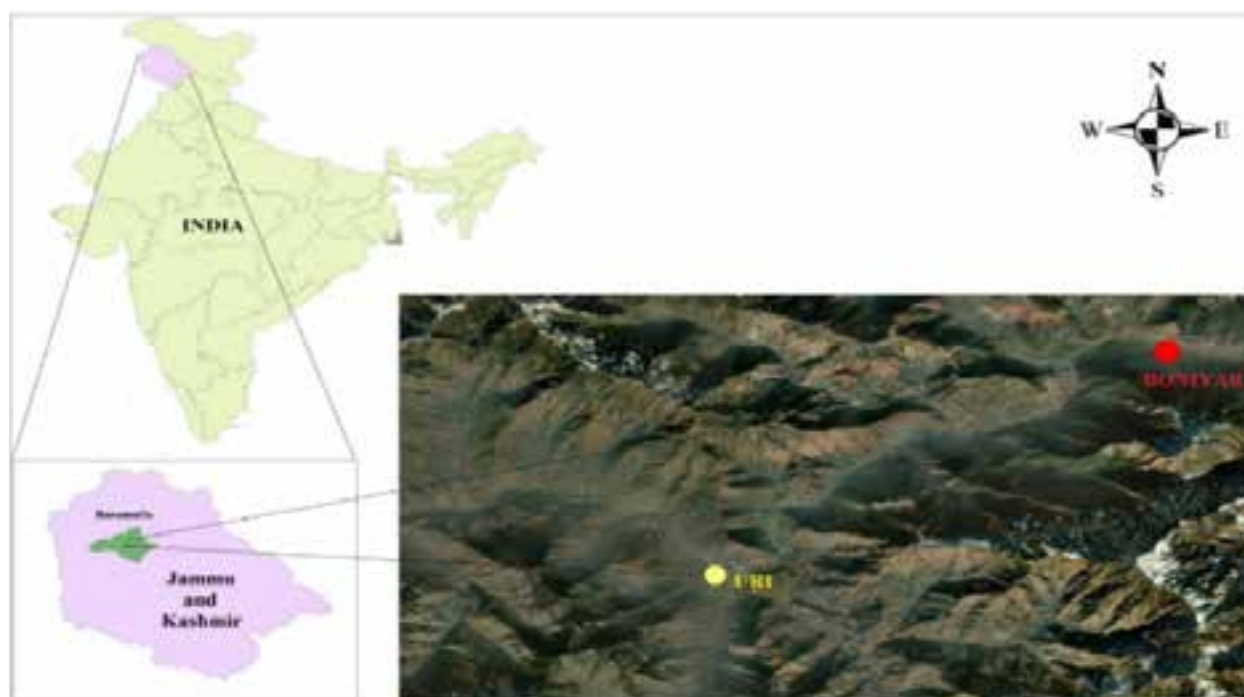 N
W E
S
INDIA
BONIYAR
URI
Baramulla
Jammu
and
Kashmir